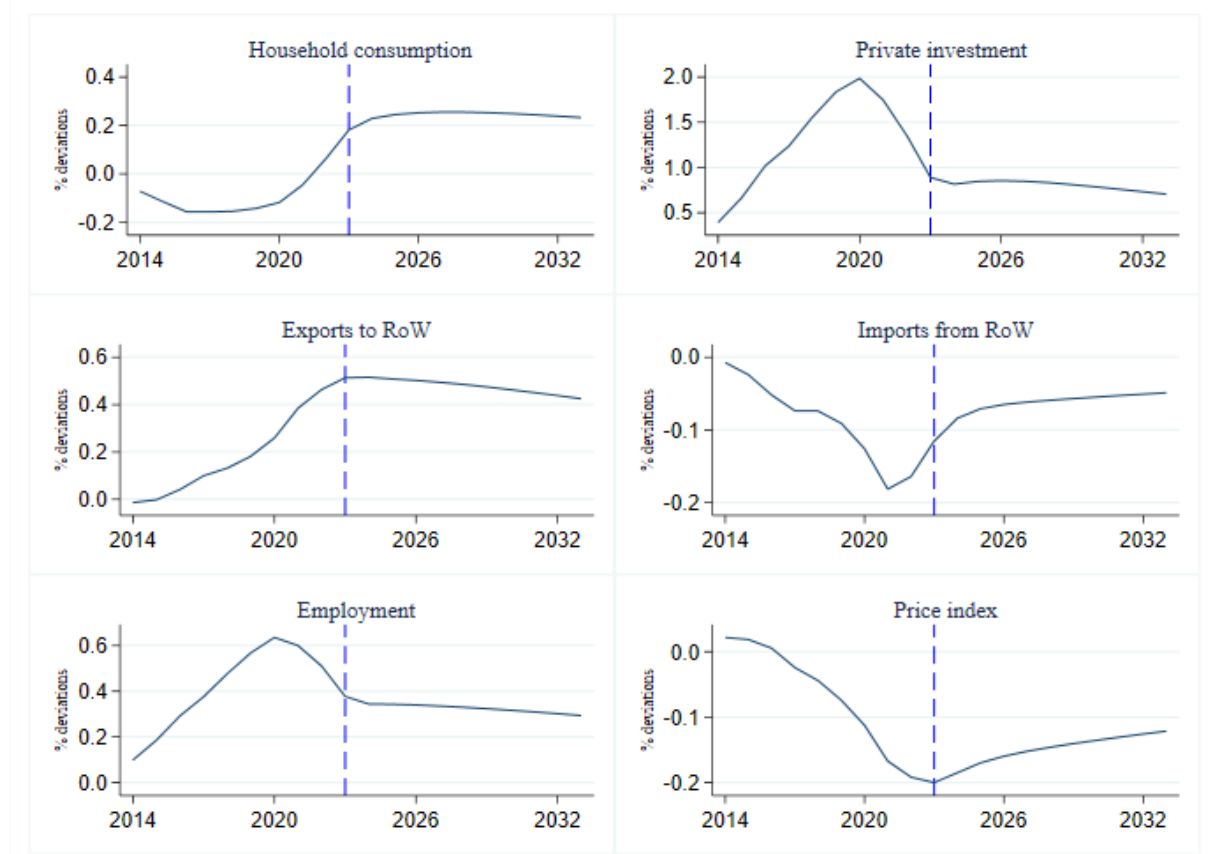 Household consumption
% deviations
0.4
0.2
0.0
-0.2
2014 2020 2026 2032
Private investment
% deviations
2.0
1.5
1.0
0.5
2014 2020 2026 2032
Exports to RoW
% deviations
0.6
0.4
0.2
0.0
2014 2020 2026 2032
Imports from RoW
% deviations
0.0
-0.1
-0.2
2014 2020 2026 2032
Employment
% deviations
0.6
0.4
0.2
0.0
2014 2020 2026 2032
Price index
% deviations
0.0
-0.1
-0.2
2014 2020 2026 2032